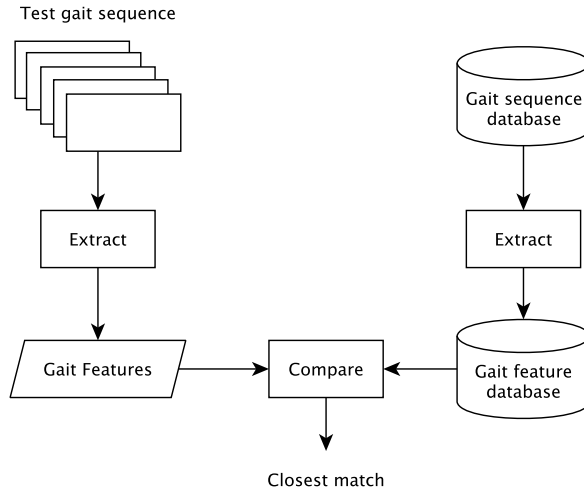 Test gait sequence
Gait sequence
database
Extract
Extract
Gait Features
Compare
Gait feature
database
Closest match